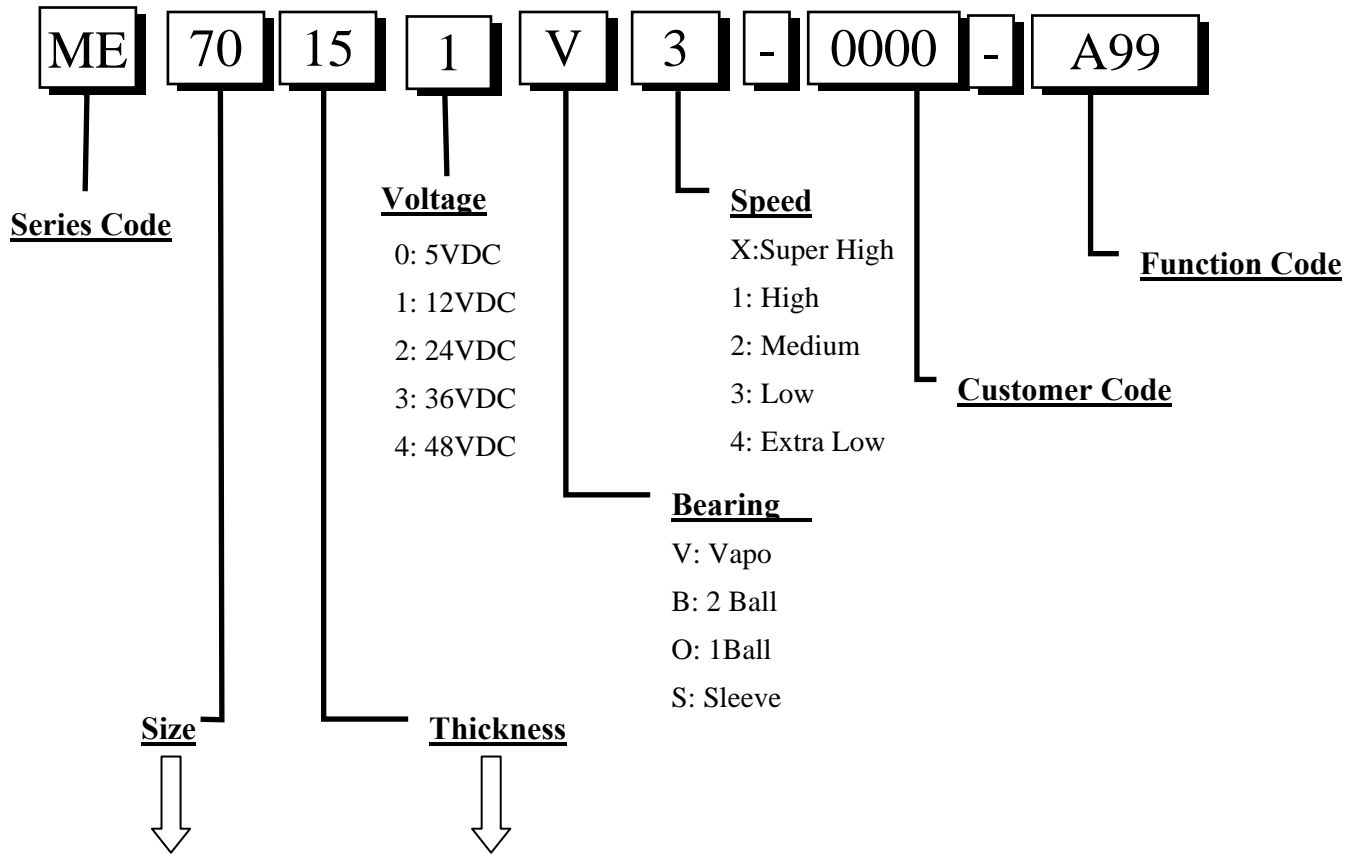 ME 70 15 1 V 3 - 0000 - A99
Series Code
Voltage
0: 5VDC
1: 12VDC
2: 24VDC
3: 36VDC
4: 48VDC
Speed
X:Super High
1: High
2: Medium
3: Low
4: Extra Low
Function Code
Customer Code
Bearing
V: Vapo
B: 2 Ball
O: 1Ball
S: Sleeve
Size
Thickness